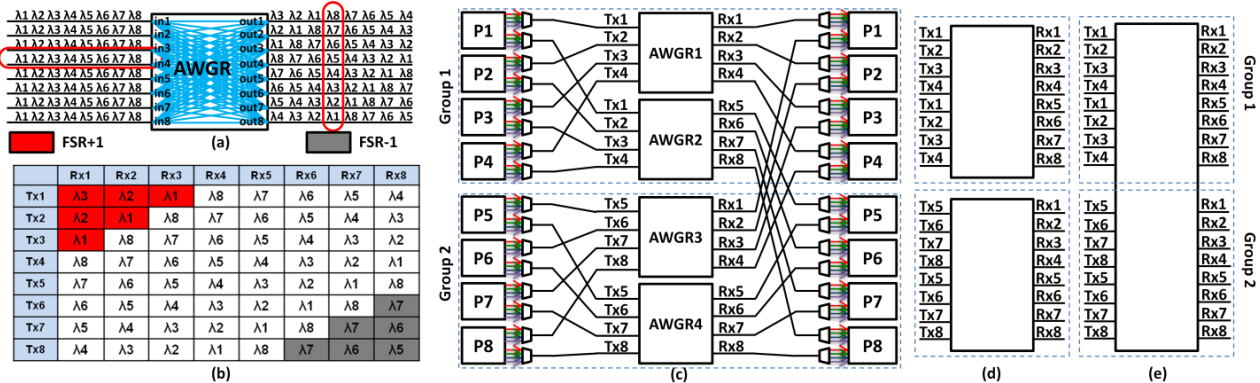 λ1 λ2 λ3 λ4 λ5 λ6 λ7 λ8 in1 out1 λ3 λ2 λ1 λ8 λ7 λ6 λ5 λ4
λ1 λ2 λ3 λ4 λ5 λ6 λ7 λ8 in2 out2 λ2 λ1 λ8 λ7 λ6 λ5 λ4 λ3
λ1 λ2 λ3 λ4 λ5 λ6 λ7 λ8 in3 out3 λ1 λ8 λ7 λ6 λ5 λ4 λ3 λ2
λ1 λ2 λ3 λ4 λ5 λ6 λ7 λ8 in4 out4 λ8 λ7 λ6 λ5 λ4 λ3 λ2 λ1
AWGR
λ1 λ2 λ3 λ4 λ5 λ6 λ7 λ8 in5 out5 λ7 λ6 λ5 λ4 λ3 λ2 λ1 λ8
λ1 λ2 λ3 λ4 λ5 λ6 λ7 λ8 in6 out6 λ6 λ5 λ4 λ3 λ2 λ1 λ8 λ7
λ1 λ2 λ3 λ4 λ5 λ6 λ7 λ8 in7 out7 λ5 λ4 λ3 λ2 λ1 λ8 λ7 λ6
λ1 λ2 λ3 λ4 λ5 λ6 λ7 λ8 in8 out8 λ4 λ3 λ2 λ1 λ8 λ7 λ6 λ5
FSR+1 (a) FSR-1
Rx1 Rx2 Rx3 Rx4 Rx5 Rx6 Rx7 Rx8
Tx1 λ3 λ2 λ1 λ8 λ7 λ6 λ5 λ4
Tx2 λ2 λ1 λ8 λ7 λ6 λ5 λ4 λ3
Tx3 λ1 λ8 λ7 λ6 λ5 λ4 λ3 λ2
Tx4 λ8 λ7 λ6 λ5 λ4 λ3 λ2 λ1
Tx5 λ7 λ6 λ5 λ4 λ3 λ2 λ1 λ8
Tx6 λ6 λ5 λ4 λ3 λ2 λ1 λ8 λ7
Tx7 λ5 λ4 λ3 λ2 λ1 λ8 λ7 λ6
Tx8 λ4 λ3 λ2 λ1 λ8 λ7 λ6 λ5
(b)
Group 1
P1 Tx1 Rx1 P1
Tx2 AWGR1 Rx2
P2 Tx3 Rx3 P2
Tx4 Rx4
P3 Tx1 Rx5 P3
Tx2 AWGR2 Rx6
P4 Tx3 Rx7 P4
Tx4 Rx8
Group 2
P5 Tx5 Rx1 P5
Tx6 AWGR3 Rx2
P6 Tx7 Rx3 P6
Tx8 Rx4
P7 Tx5 Rx5 P7
Tx6 AWGR4 Rx6
P8 Tx7 Rx7 P8
Tx8 Rx8
(c)
Tx1 Rx1
Tx2 Rx2
Tx3 Rx3
Tx4 Rx4
Tx1 Rx5
Tx2 Rx6
Tx3 Rx7
Tx4 Rx8
Tx5 Rx1
Tx6 Rx2
Tx7 Rx3
Tx8 Rx4
Tx5 Rx5
Tx6 Rx6
Tx7 Rx7
Tx8 Rx8
(d)
Tx1 Rx1
Tx2 Rx2
Tx3 Rx3
Tx4 Rx4
Tx1 Rx5
Tx2 Rx6
Tx3 Rx7
Tx4 Rx8
Group 1
Tx5 Rx1
Tx6 Rx2
Tx7 Rx3
Tx8 Rx4
Tx5 Rx5
Tx6 Rx6
Tx7 Rx7
Tx8 Rx8
Group 2
(e)